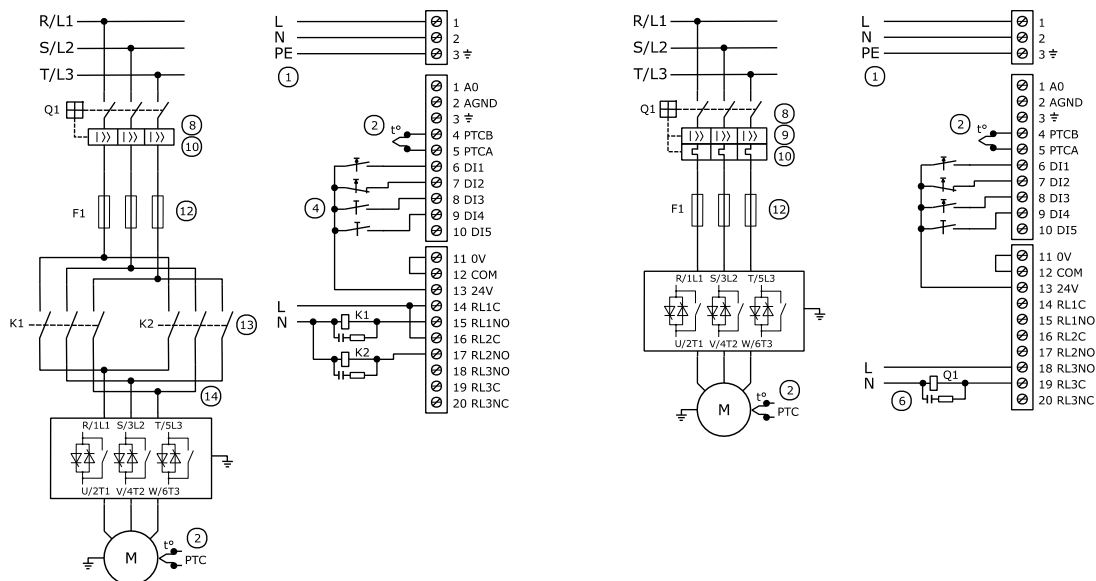 R/L1
S/L2
T/L3
Q1
8
10
F1
12
K1
K2
13
14
R/1L1 S/3L2 T/5L3
U/2T1 V/4T2 W/6T3
M
t°
2
PTC
L
N
PE
1
1
2
3
1 A0
2 AGND
3
4 PTCB
5 PTCA
6 DI1
7 DI2
8 DI3
9 DI4
10 DI5
2
t°
4
11 0V
12 COM
13 24V
14 RL1C
15 RL1NO
16 RL2C
17 RL2NO
18 RL3NO
19 RL3C
20 RL3NC
L
N
K1
K2
R/L1
S/L2
T/L3
Q1
8
9
10
F1
12
R/1L1 S/3L2 T/5L3
U/2T1 V/4T2 W/6T3
M
t°
2
PTC
L
N
PE
1
1
2
3
1 A0
2 AGND
3
4 PTCB
5 PTCA
6 DI1
7 DI2
8 DI3
9 DI4
10 DI5
2
t°
11 0V
12 COM
13 24V
14 RL1C
15 RL1NO
16 RL2C
17 RL2NO
18 RL3NO
19 RL3C
20 RL3NC
L
N
Q1
6